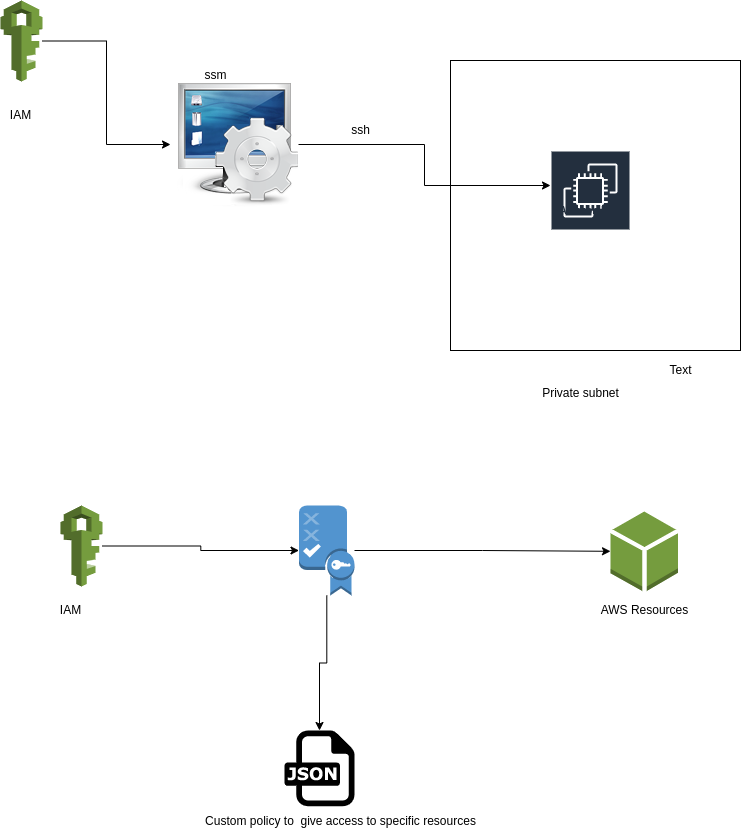 ssm
IAM
ssh
Text
Private subnet
IAM
AWS Resources
JSON
Custom policy to  give access to specific resources